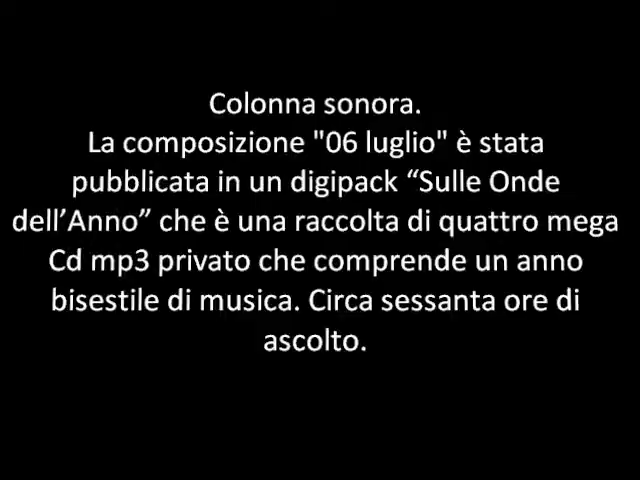 Colonna sonora.
La composizione "06 luglio" è stata
pubblicata in un digipack “Sulle Onde
dell’Anno” che è una raccolta di quattro mega
Cd mp3 privato che comprende un anno
bisestile di musica. Circa sessanta ore di
ascolto.